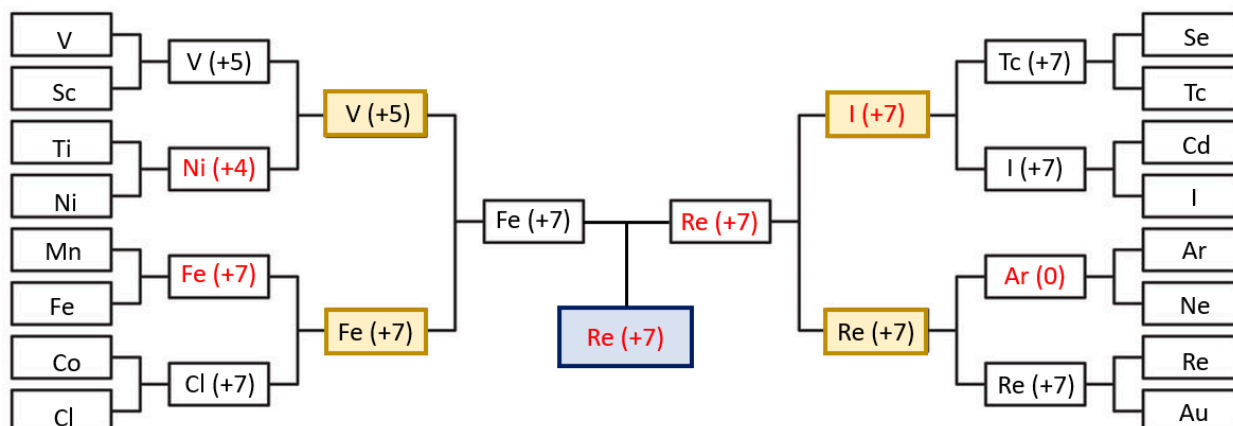 V
Sc
Ti
Ni
Mn
Fe
Co
Cl
V (+5)
Ni (+4)
Fe (+7)
Cl (+7)
V (+5)
Fe (+7)
Fe (+7)
Re (+7)
Re (+7)
I (+7)
Re (+7)
Tc (+7)
I (+7)
Ar (0)
Re (+7)
Se
Tc
Cd
I
Ar
Ne
Re
Au